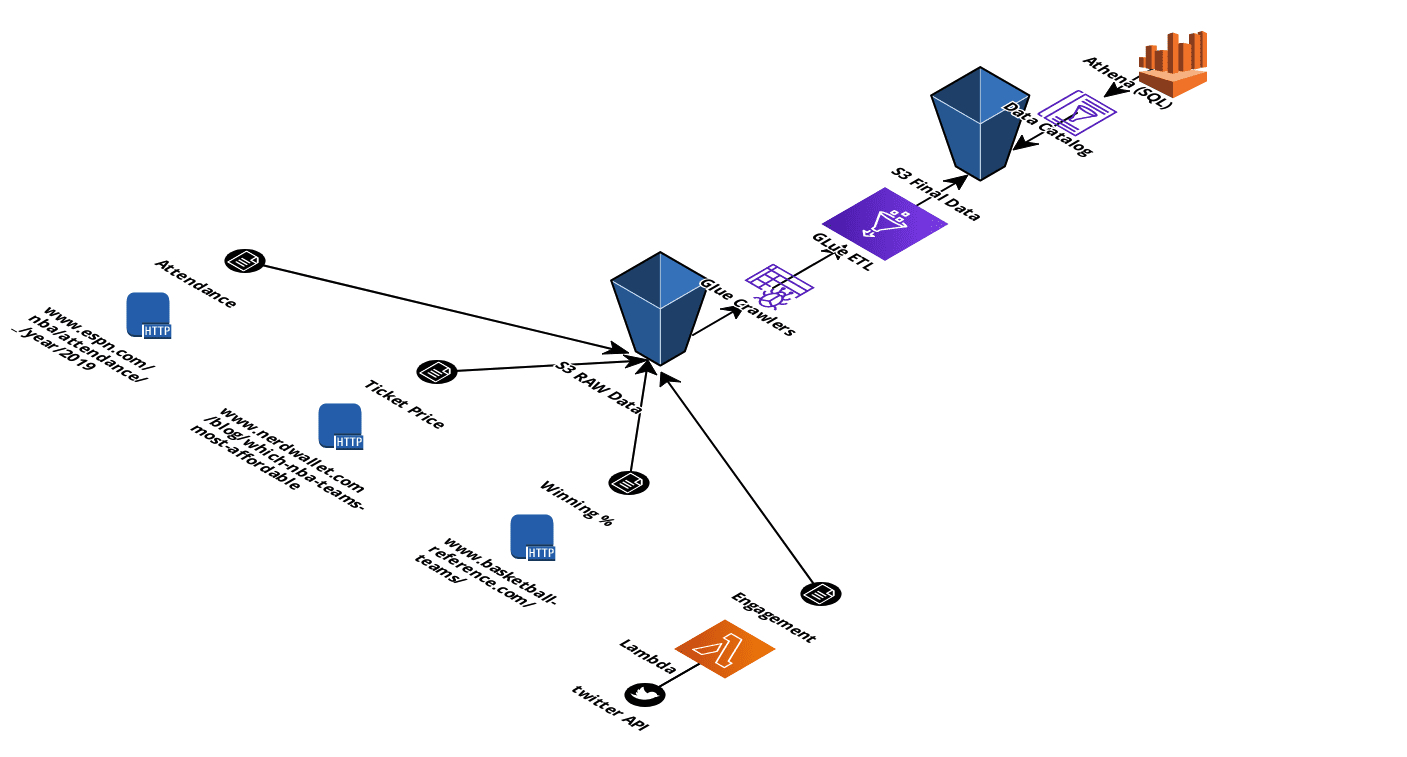 Athena (SQL)
Data Catalog
S3 Final Data
GLue ETL
Glue Crawlers
S3 RAW Data
Attendance
www.espn.com/
nba/attendance/
_/year/2019
HTTP
Ticket Price
www.nerdwallet.com
/blog/which-nba-teams-
most-affordable
HTTP
Winning %
www.basketball-
reference.com/
teams/
HTTP
Engagement
Lambda
twitter API